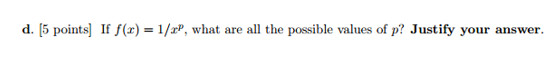 d. [5 points] If f(x) = 1/x^p, what are all the possible values of p? Justify your answer.